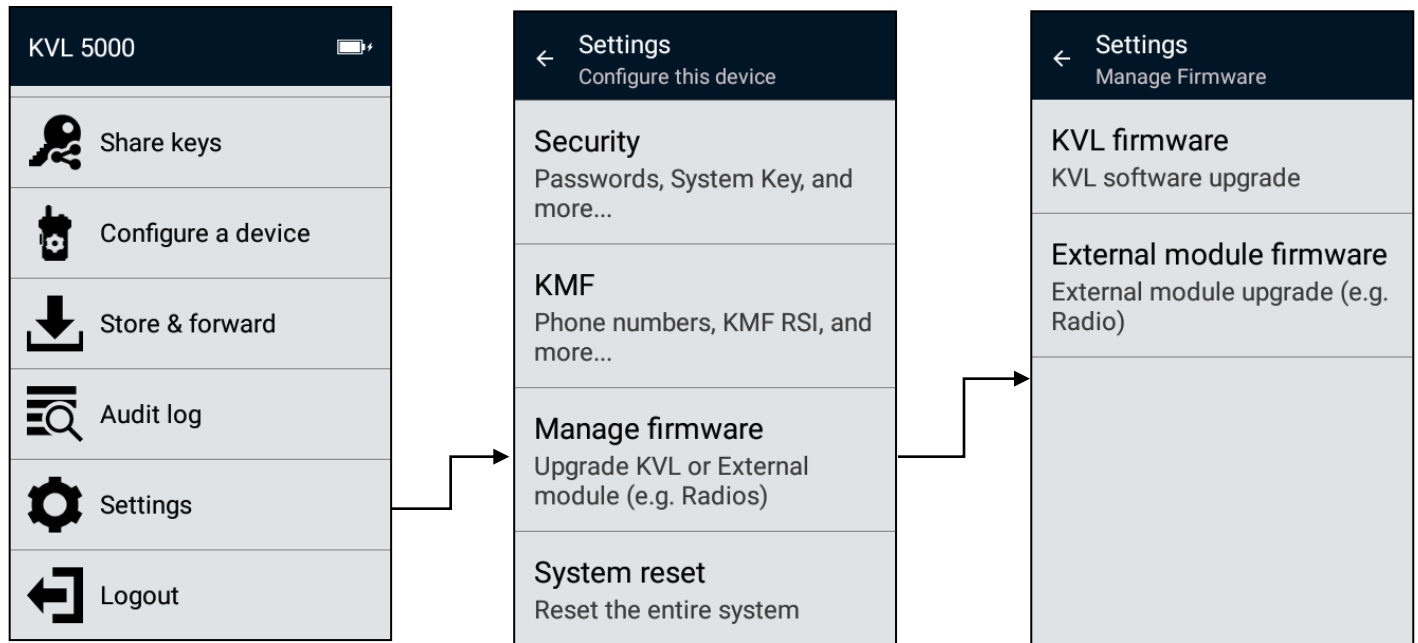 KVL 5000
Share keys
Configure a device
Store & forward
Audit log
Settings
Logout
Settings
Configure this device
Security
Passwords, System Key, and
more...
KMF
Phone numbers, KMF RSI, and
more...
Manage firmware
Upgrade KVL or External
module (e.g. Radios)
System reset
Reset the entire system
Settings
Manage Firmware
KVL firmware
KVL software upgrade
External module firmware
External module upgrade (e.g.
Radio)